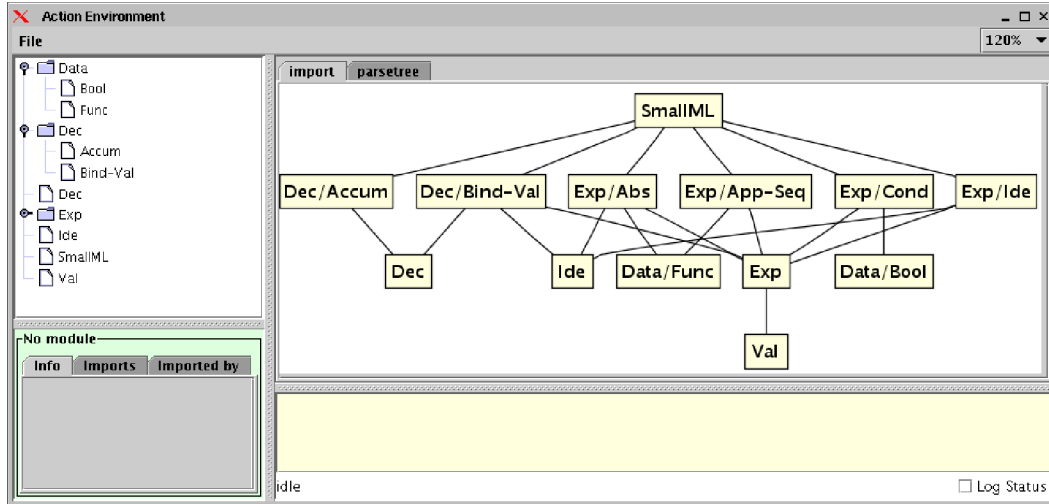 Action Environment
File
120%
Data
Bool
Func
Dec
Accum
Bind-Val
Dec
Exp
Ide
SmallML
Val
import parsetree
SmallML
Dec/Accum Dec/Bind-Val Exp/Abs Exp/App-Seq Exp/Cond Exp/Ide
Dec Ide Data/Func Exp Data/Bool
Val
No module
Info Imports Imported by
idle
Log Status